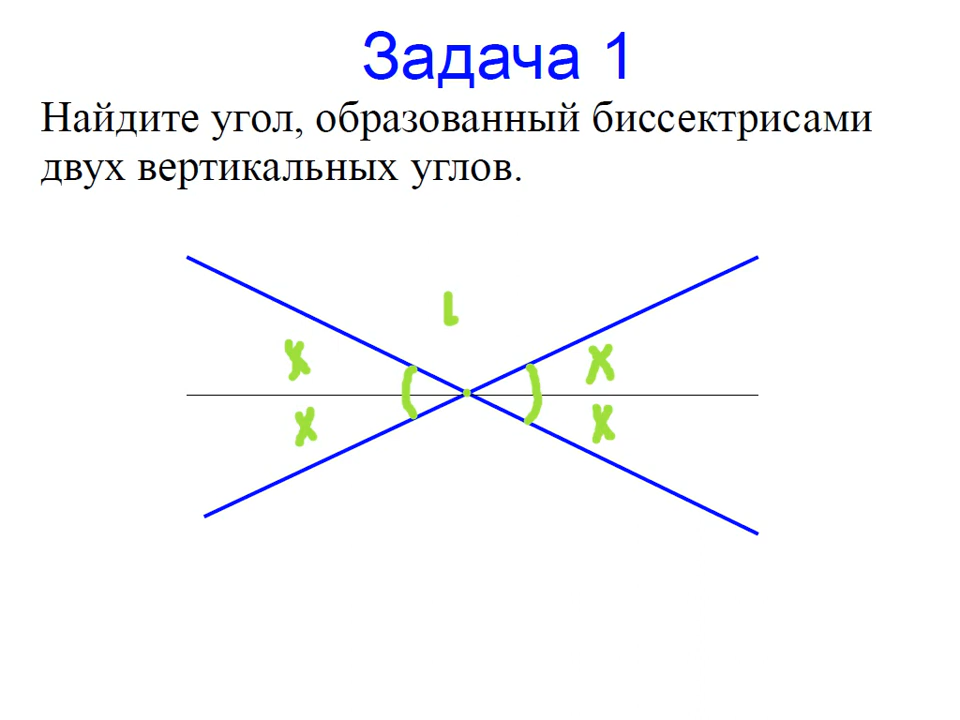 Задача 1
Найдите угол, образованный биссектрисами
двух вертикальных углов.
L
x x
x x